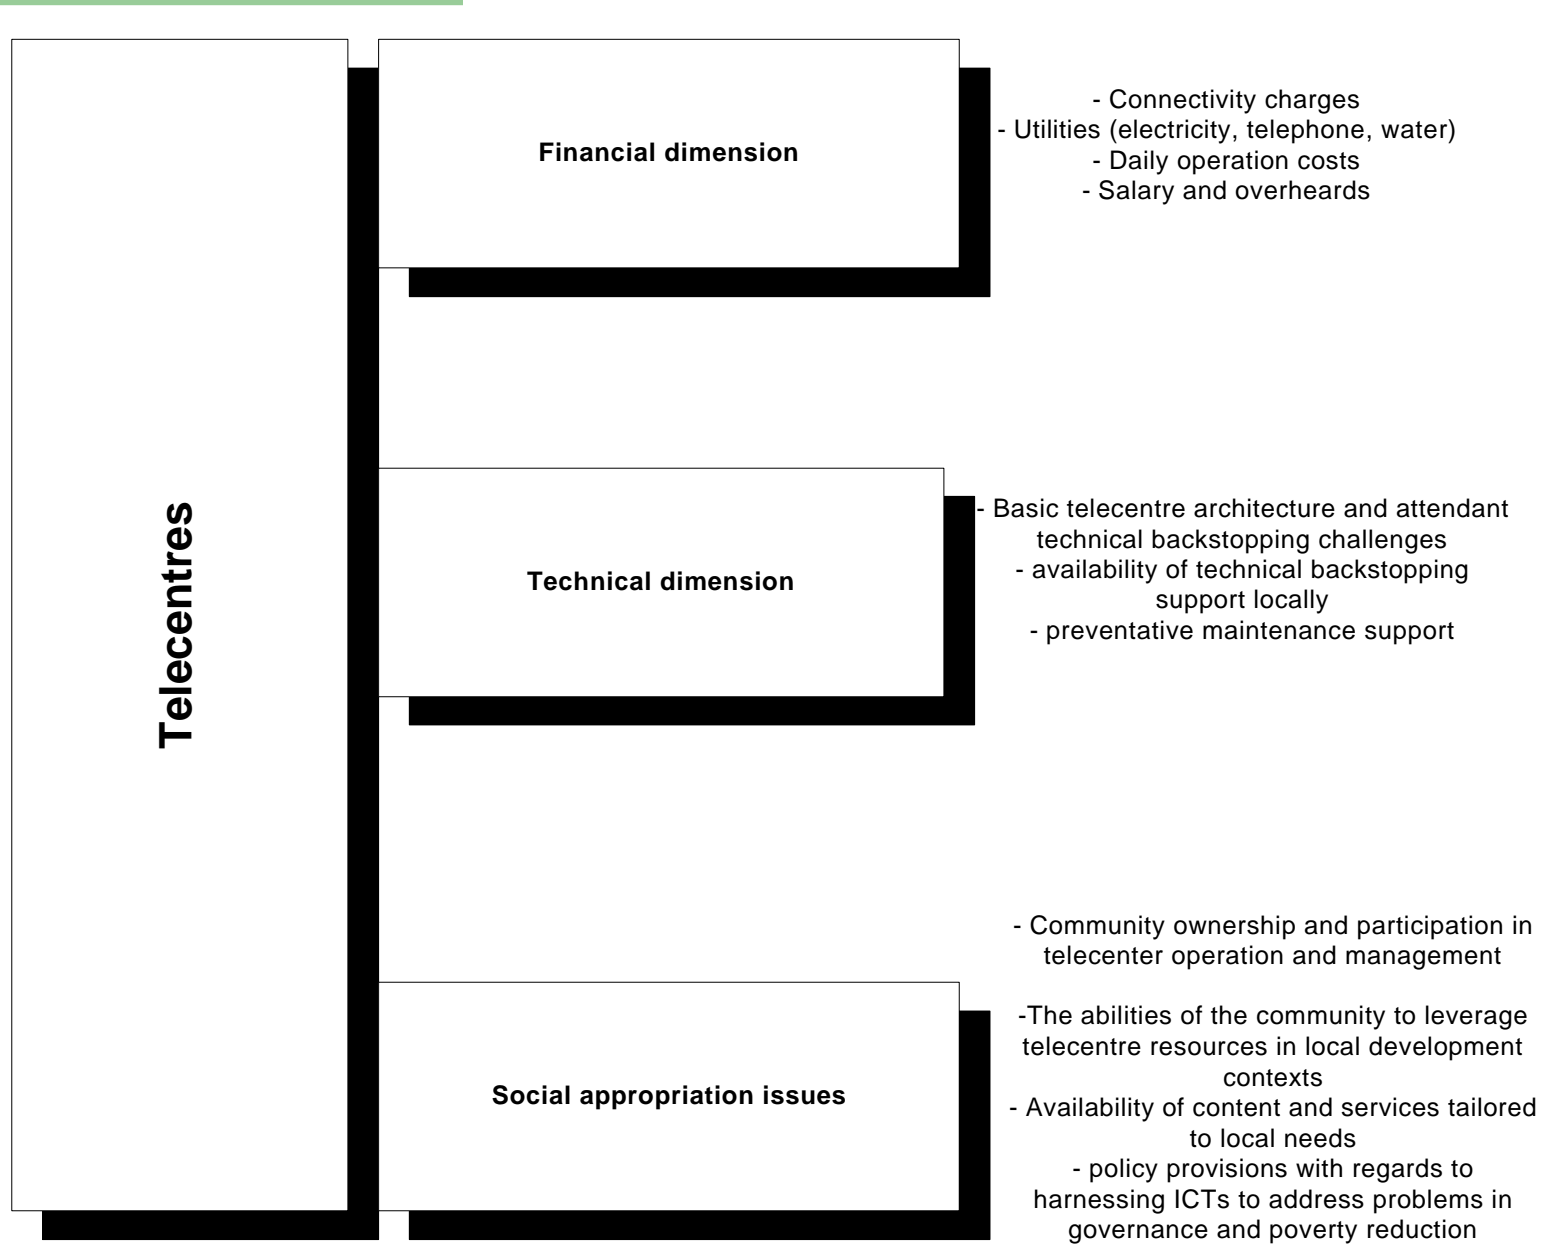 Telecentres
Financial dimension
- Connectivity charges
- Utilities (electricity, telephone, water)
- Daily operation costs
- Salary and overheards
Technical dimension
- Basic telecentre architecture and attendant
technical backstopping challenges
- availability of technical backstopping
support locally
- preventative maintenance support
Social appropriation issues
- Community ownership and participation in
telecenter operation and management
-The abilities of the community to leverage
telecentre resources in local development
contexts
- Availability of content and services tailored
to local needs
- policy provisions with regards to
harnessing ICTs to address problems in
governance and poverty reduction